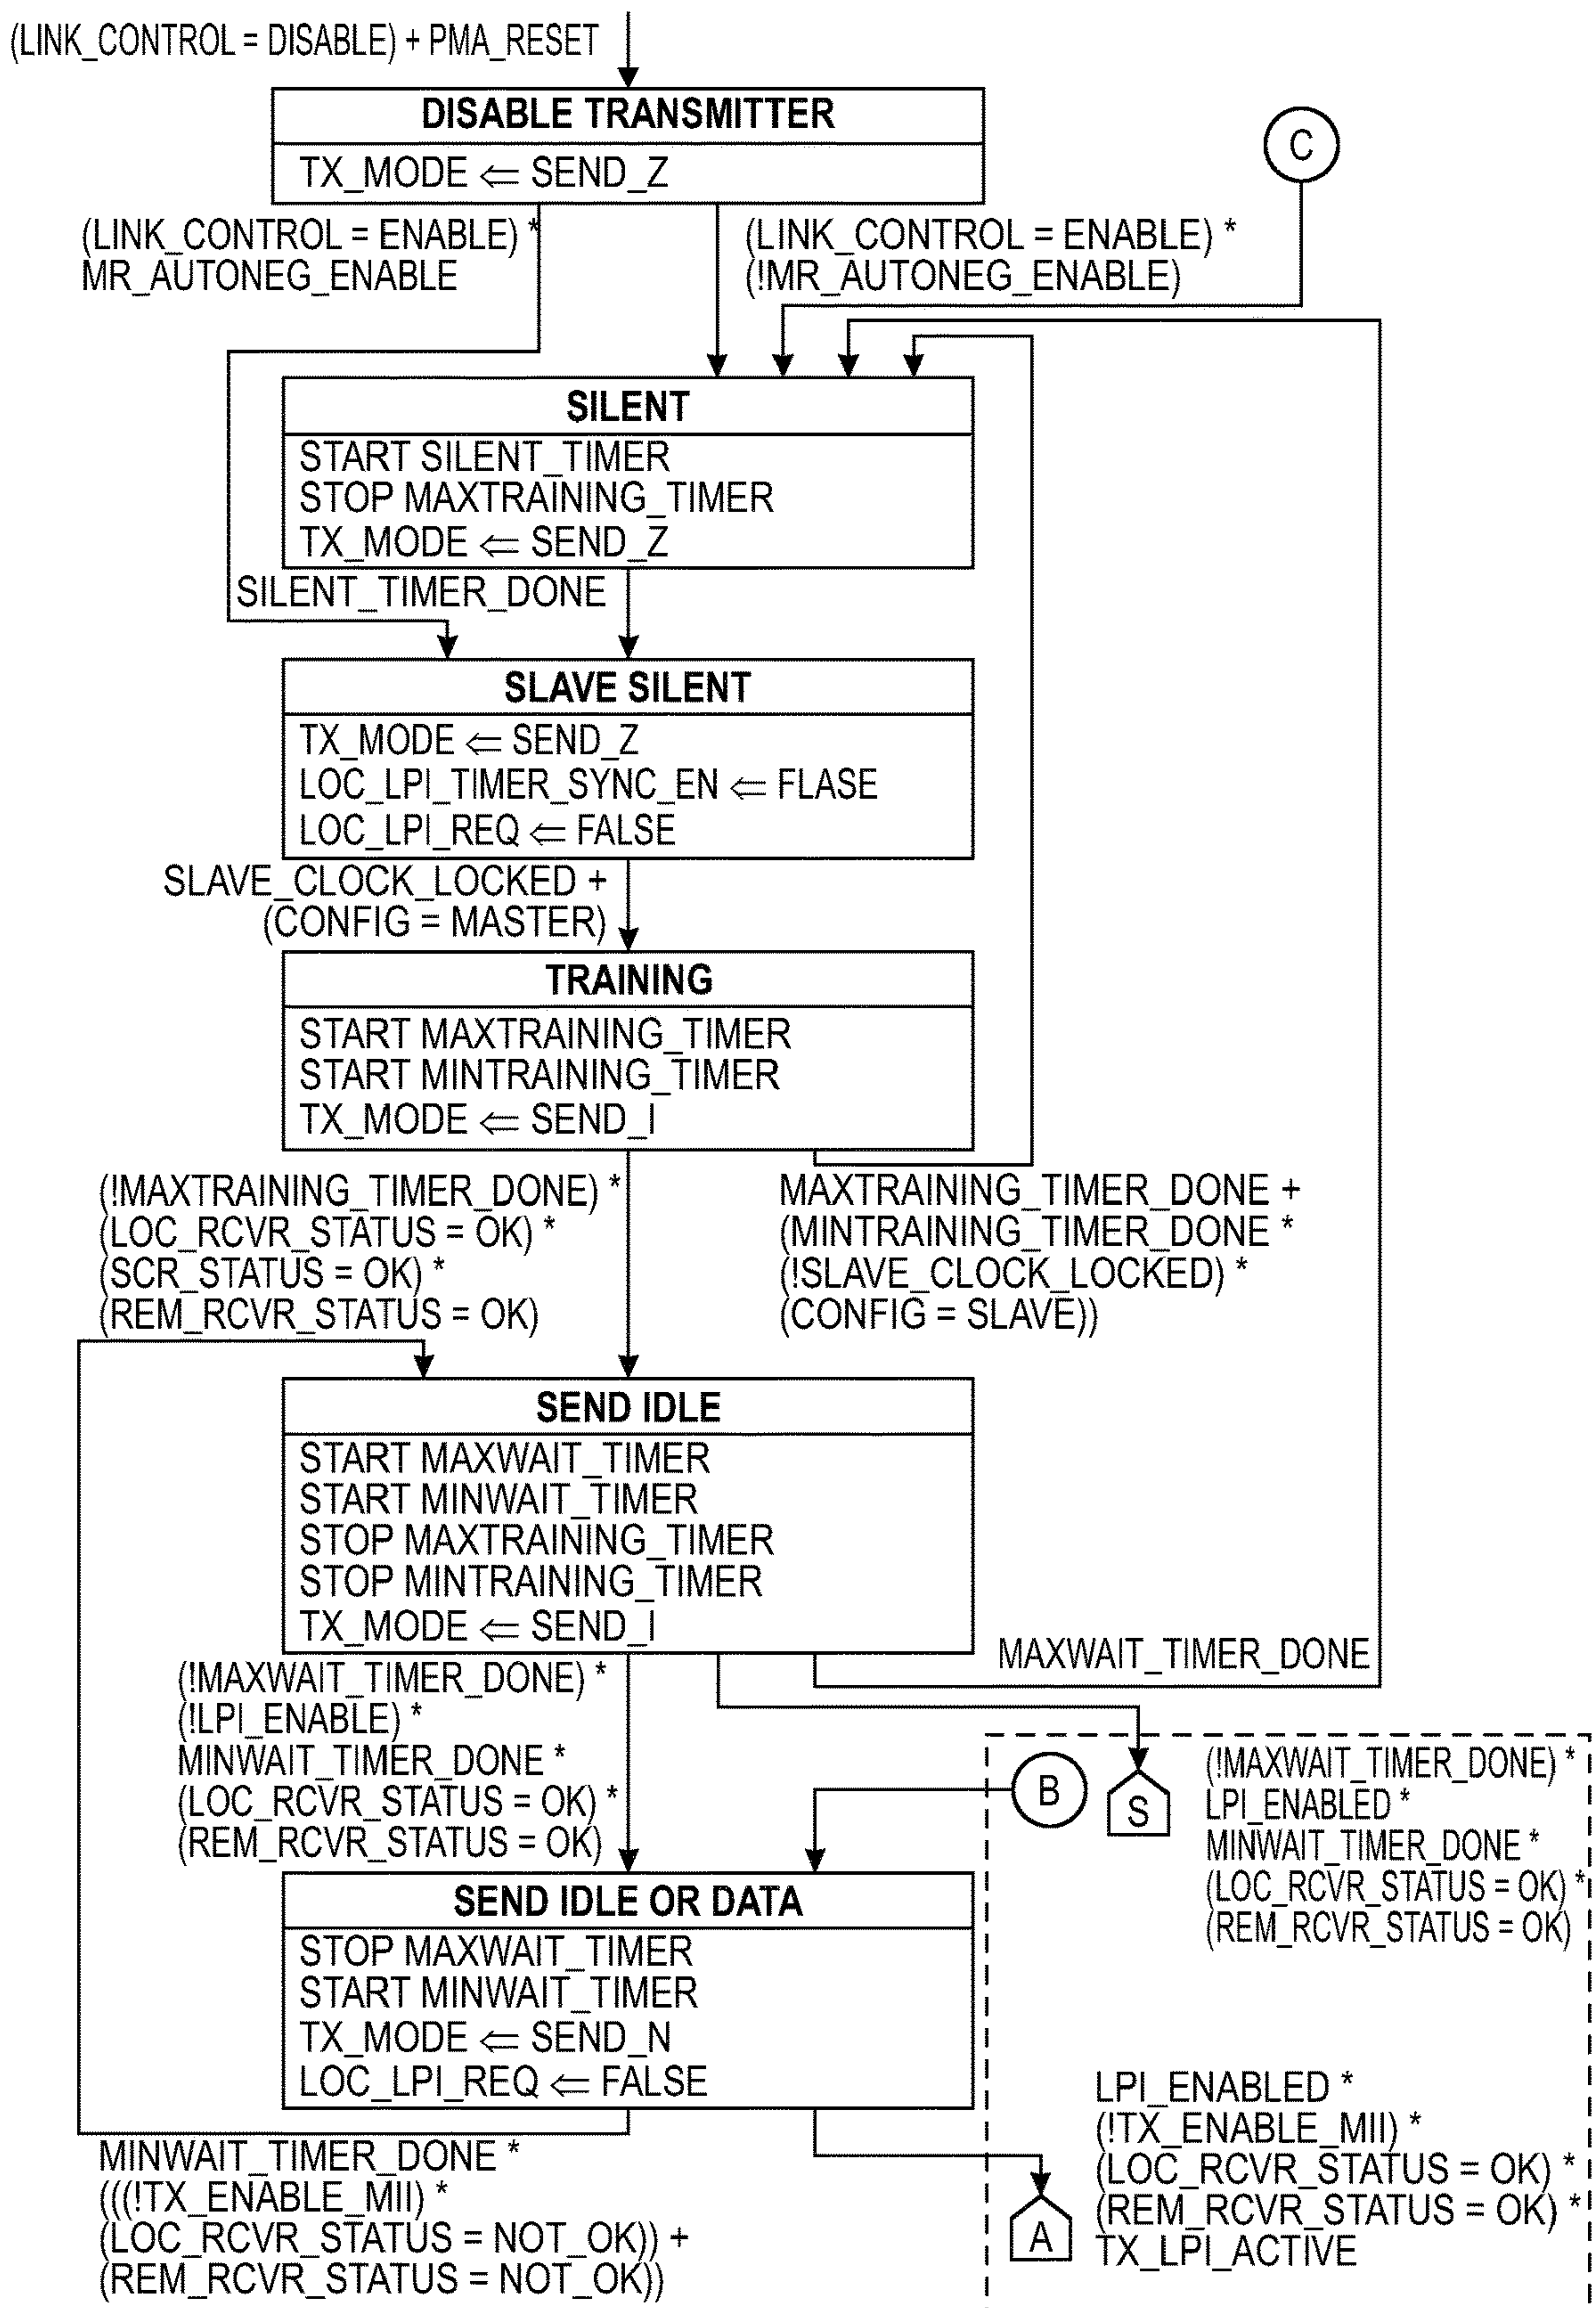 (LINK_CONTROL = DISABLE) + PMA_RESET
DISABLE TRANSMITTER
TX_MODE ⇐ SEND_Z
C
(LINK_CONTROL = ENABLE) *
MR_AUTONEG_ENABLE
(LINK_CONTROL = ENABLE) *
(!MR_AUTONEG_ENABLE)
SILENT
START SILENT_TIMER
STOP MAXTRAINING_TIMER
TX_MODE ⇐ SEND_Z
SILENT_TIMER_DONE
SLAVE SILENT
TX_MODE ⇐ SEND_Z
LOC_LPI_TIMER_SYNC_EN ⇐ FLASE
LOC_LPI_REQ ⇐ FALSE
SLAVE_CLOCK_LOCKED +
(CONFIG = MASTER)
TRAINING
START MAXTRAINING_TIMER
START MINTRAINING_TIMER
TX_MODE ⇐ SEND_I
(!MAXTRAINING_TIMER_DONE) *
(LOC_RCVR_STATUS = OK) *
(SCR_STATUS = OK) *
(REM_RCVR_STATUS = OK)
MAXTRAINING_TIMER_DONE +
(MINTRAINING_TIMER_DONE *
(!SLAVE_CLOCK_LOCKED) *
(CONFIG = SLAVE))
SEND IDLE
START MAXWAIT_TIMER
START MINWAIT_TIMER
STOP MAXTRAINING_TIMER
STOP MINTRAINING_TIMER
TX_MODE ⇐ SEND_I
MAXWAIT_TIMER_DONE
(!MAXWAIT_TIMER_DONE) *
(!LPI_ENABLE) *
MINWAIT_TIMER_DONE *
(LOC_RCVR_STATUS = OK) *
(REM_RCVR_STATUS = OK)
B
S
(!MAXWAIT_TIMER_DONE) *
LPI_ENABLED *
MINWAIT_TIMER_DONE *
(LOC_RCVR_STATUS = OK) *
(REM_RCVR_STATUS = OK)
SEND IDLE OR DATA
STOP MAXWAIT_TIMER
START MINWAIT_TIMER
TX_MODE ⇐ SEND_N
LOC_LPI_REQ ⇐ FALSE
MINWAIT_TIMER_DONE *
(((!TX_ENABLE_MII) *
(LOC_RCVR_STATUS = NOT_OK)) +
(REM_RCVR_STATUS = NOT_OK))
A
LPI_ENABLED *
(!TX_ENABLE_MII) *
(LOC_RCVR_STATUS = OK) *
(REM_RCVR_STATUS = OK) *
TX_LPI_ACTIVE